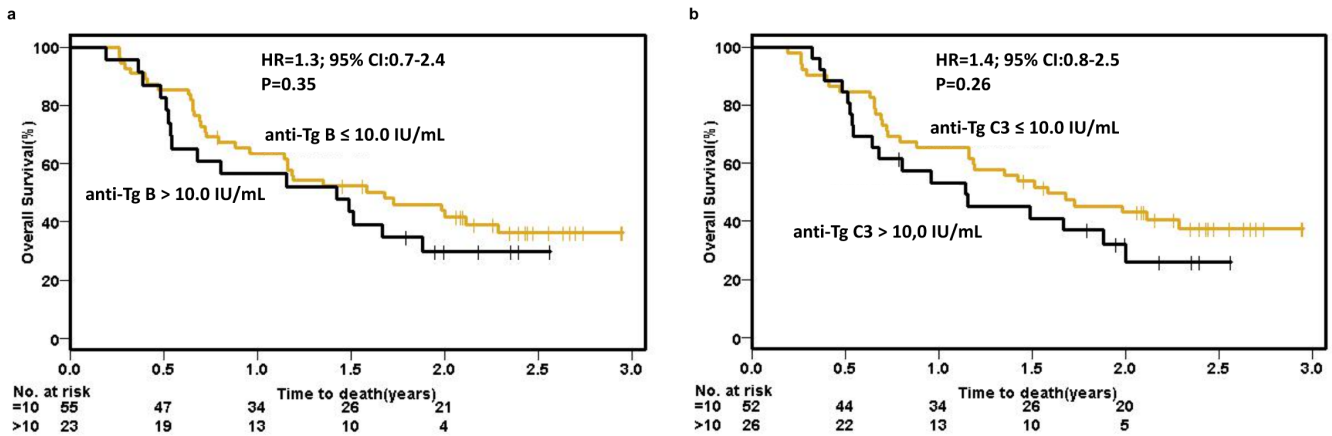 a
HR=1.3; 95% CI:0.7-2.4
P=0.35
anti-Tg B ≤ 10.0 IU/mL
anti-Tg B > 10.0 IU/mL
Overall Survival(%)
100
80
60
40
20
0
0.0 0.5 1.0 1.5 2.0 2.5 3.0
Time to death(years)
No. at risk
=10 55 47 34 26 21
>10 23 19 13 10 4
b
HR=1.4; 95% CI:0.8-2.5
P=0.26
anti-Tg C3 ≤ 10.0 IU/mL
anti-Tg C3 > 10,0 IU/mL
Overall Survival(%)
100
80
60
40
20
0
0.0 0.5 1.0 1.5 2.0 2.5 3.0
Time to death(years)
No. at risk
=10 52 44 34 26 20
>10 26 22 13 10 5